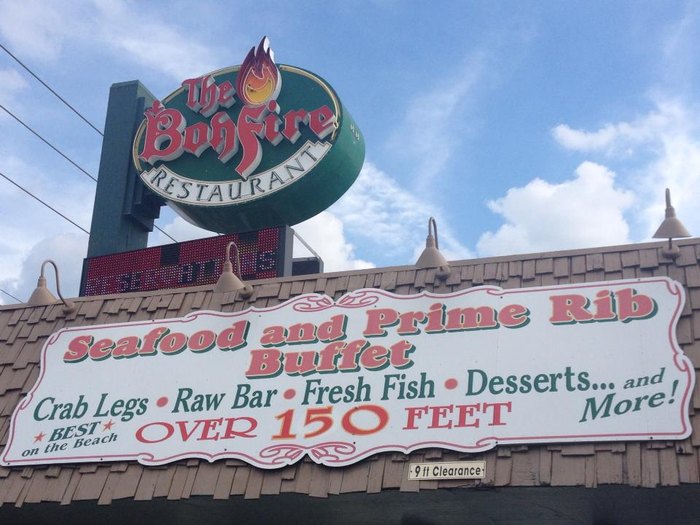 The
BonFire
RESTAURANT
Seafood and Prime Rib
Buffet
Crab Legs • Raw Bar • Fresh Fish • Desserts... and
More!
BEST
on the Beach
OVER 150 FEET
9 ft Clearance